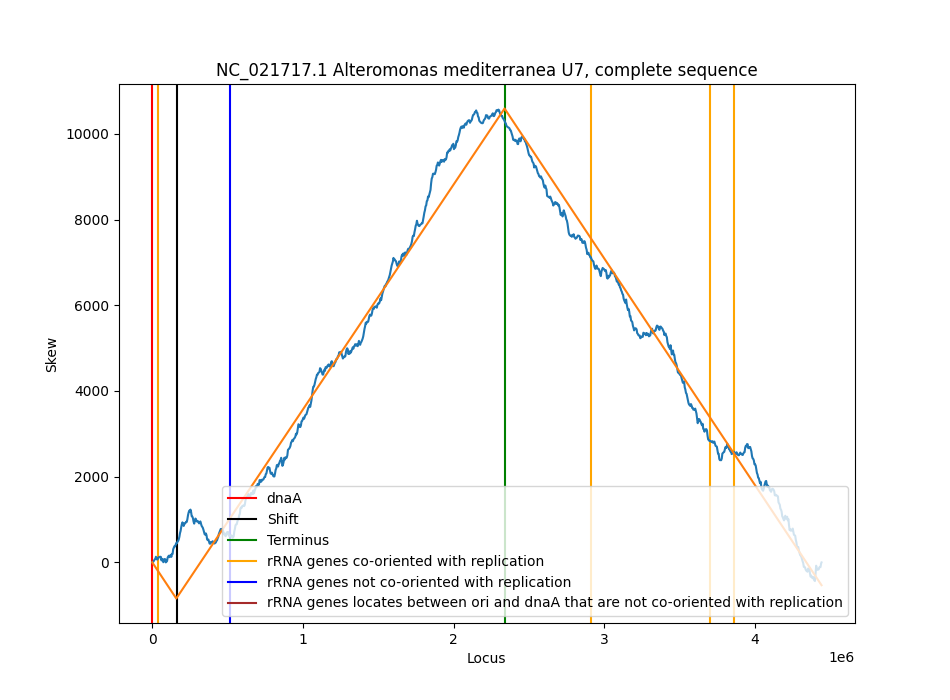 NC_021717.1 Alteromonas mediterranea U7, complete sequence
10000
8000
6000
4000
2000
0
Skew
dnaA
Shift
Terminus
rRNA genes co-oriented with replication
rRNA genes not co-oriented with replication
rRNA genes locates between ori and dnaA that are not co-oriented with replication
0 1 2 3 4
1e6
Locus